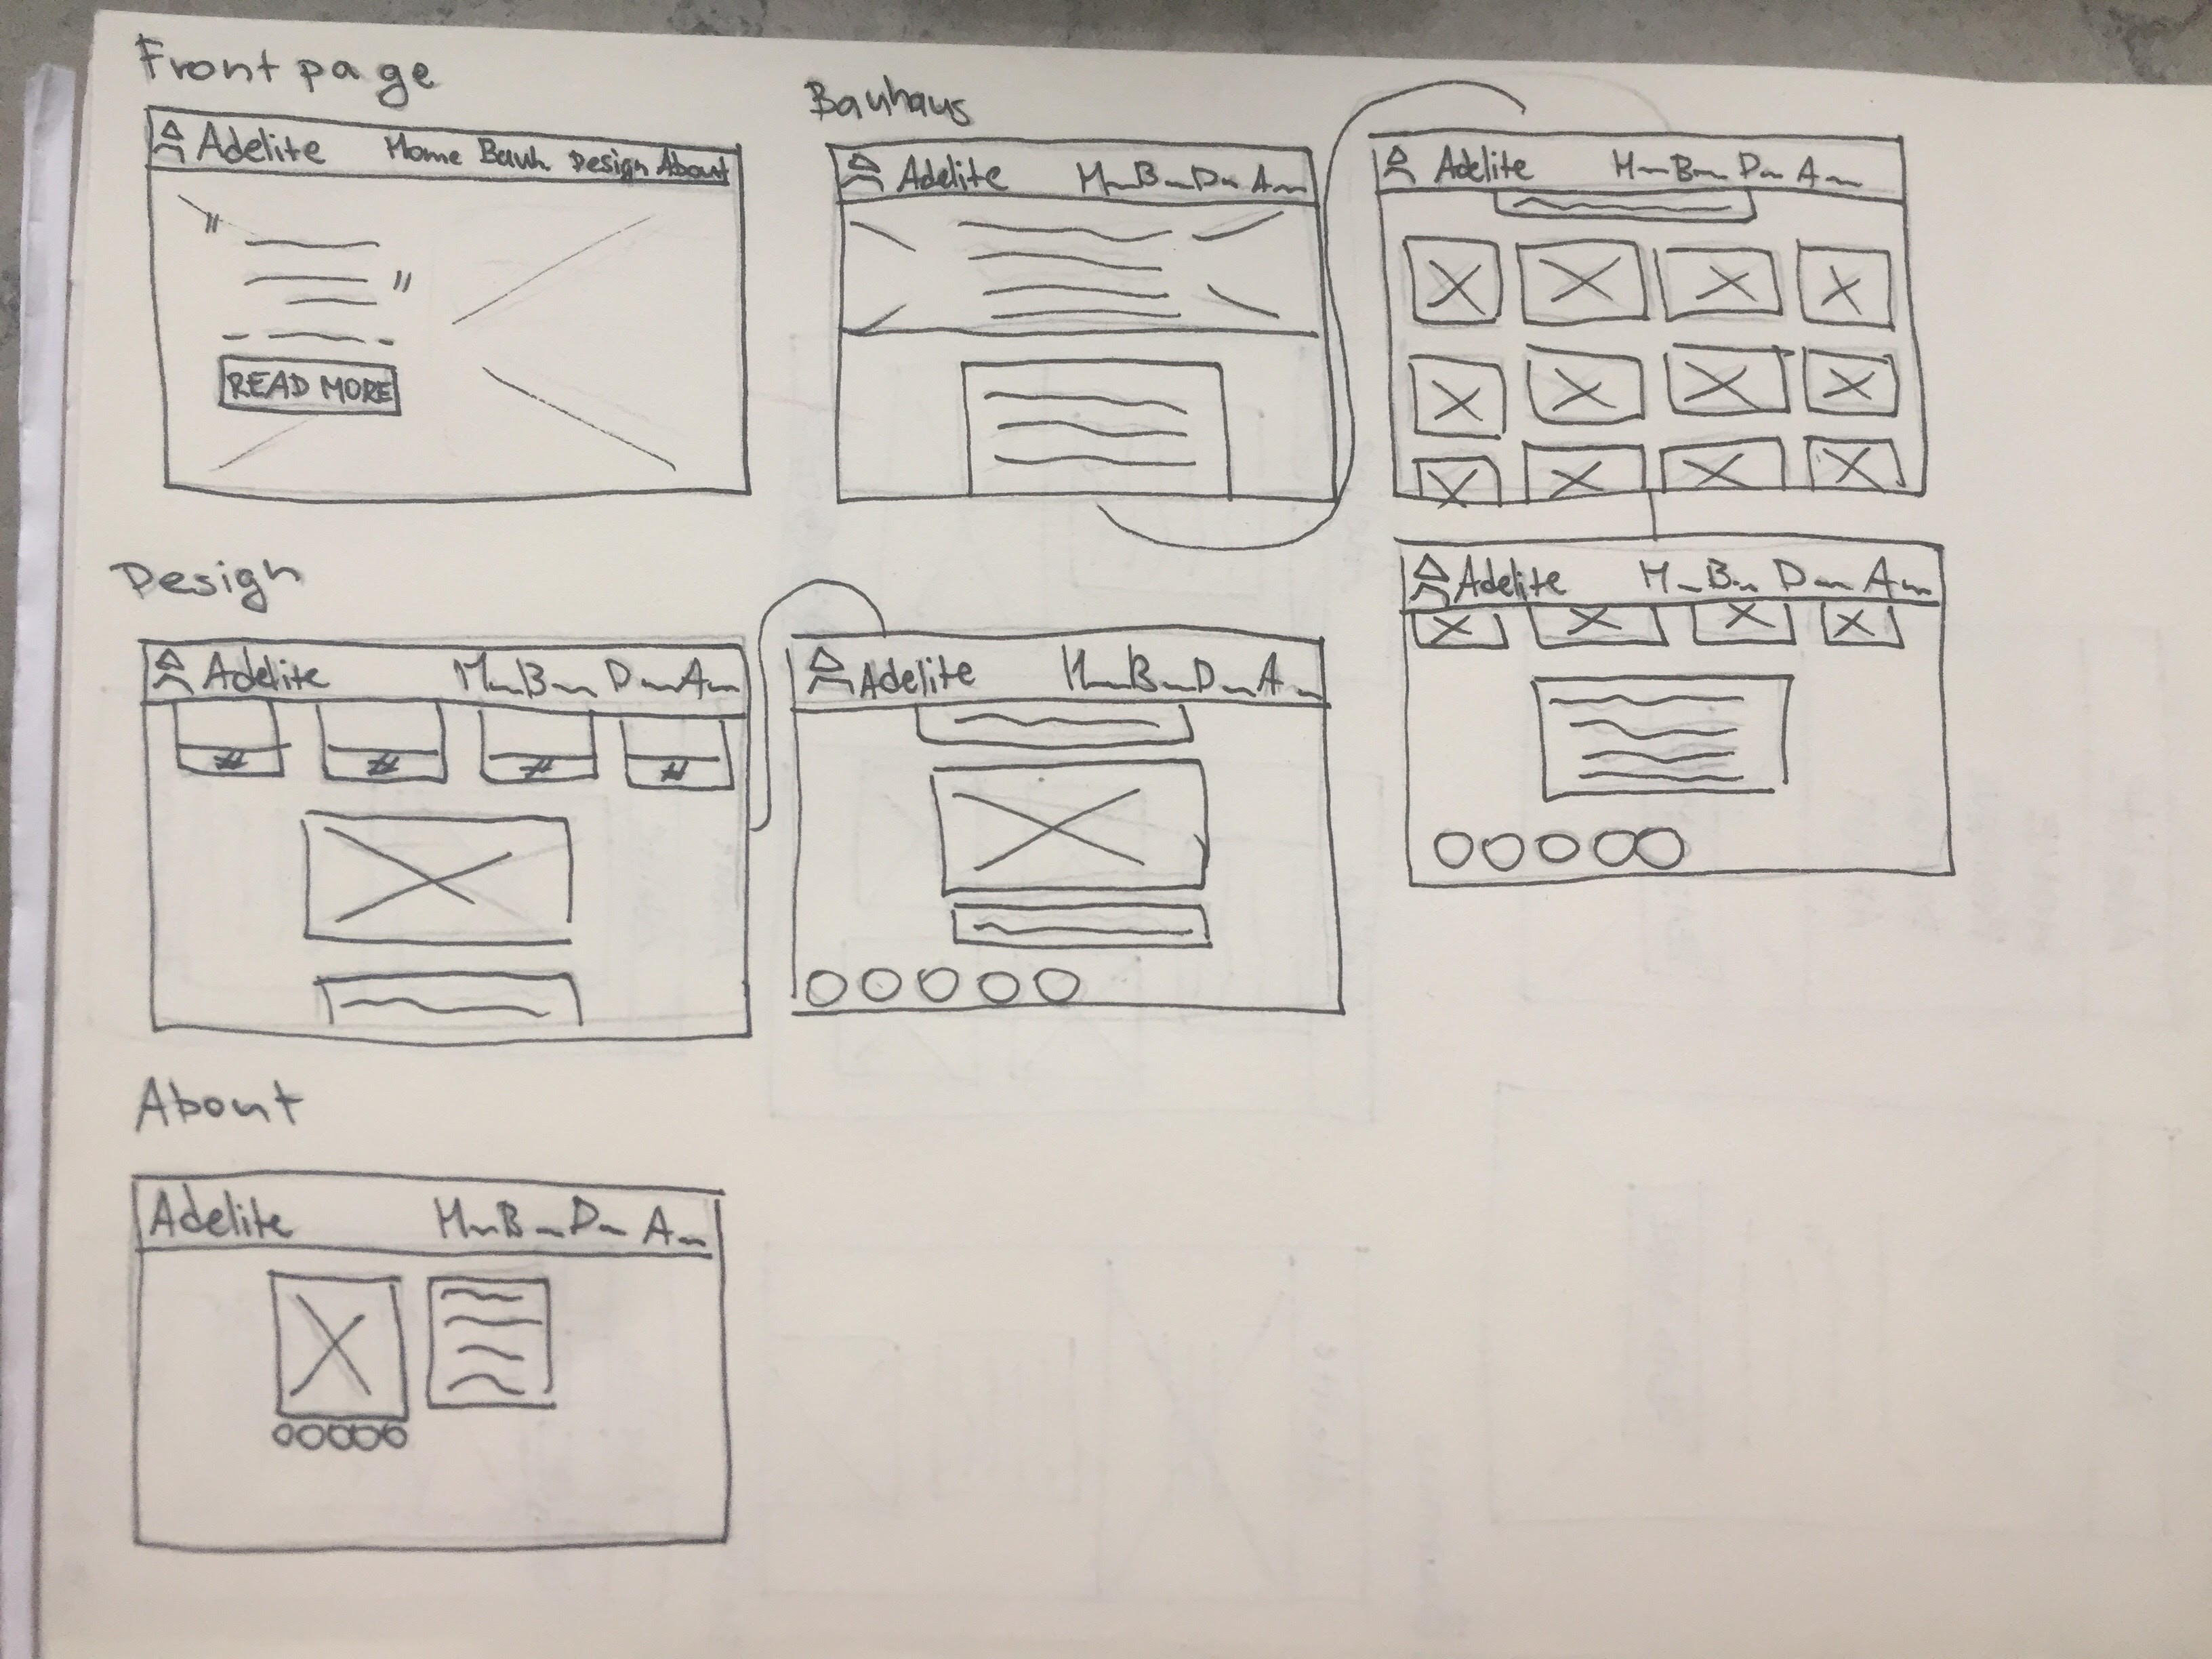 Front page
Adelite Home Bauh Design About
"
"
READ MORE
Bauhaus
Adelite H B D A
Adelite H B D A
Adelite H B D A
Design
Adelite H B D A
# # # #
Adelite H B D A
About
Adelite H B D A